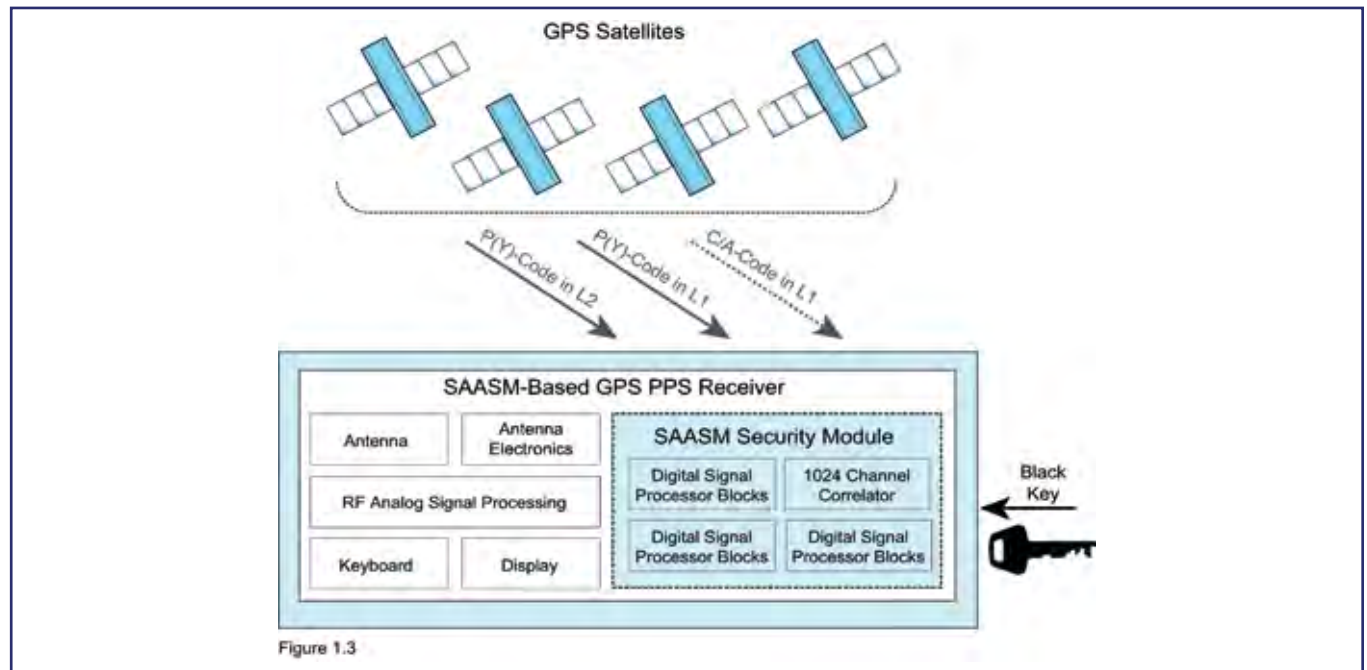 GPS Satellites
P(Y)-Code in L2
P(Y)-Code in L1
C/A-Code in L1
SAASM-Based GPS PPS Receiver
Antenna
Antenna
Electronics
RF Analog Signal Processing
Keyboard
Display
SAASM Security Module
Digital Signal
Processor Blocks
1024 Channel
Correlator
Digital Signal
Processor Blocks
Digital Signal
Processor Blocks
Black
Key
Figure 1.3